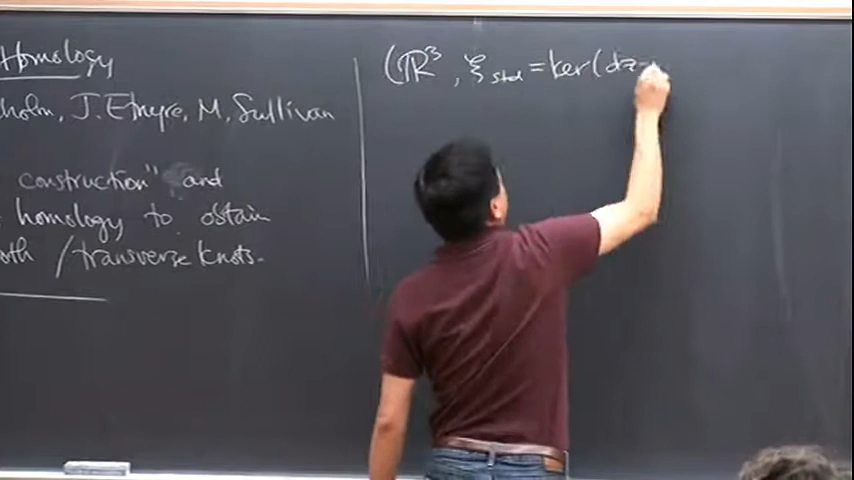 Homology
holm, J. Etnyre, M. Sullivan
construction" and
homology to obtain
oth / transverse knots.
(ℝ³, ξ_std = ker(dz-